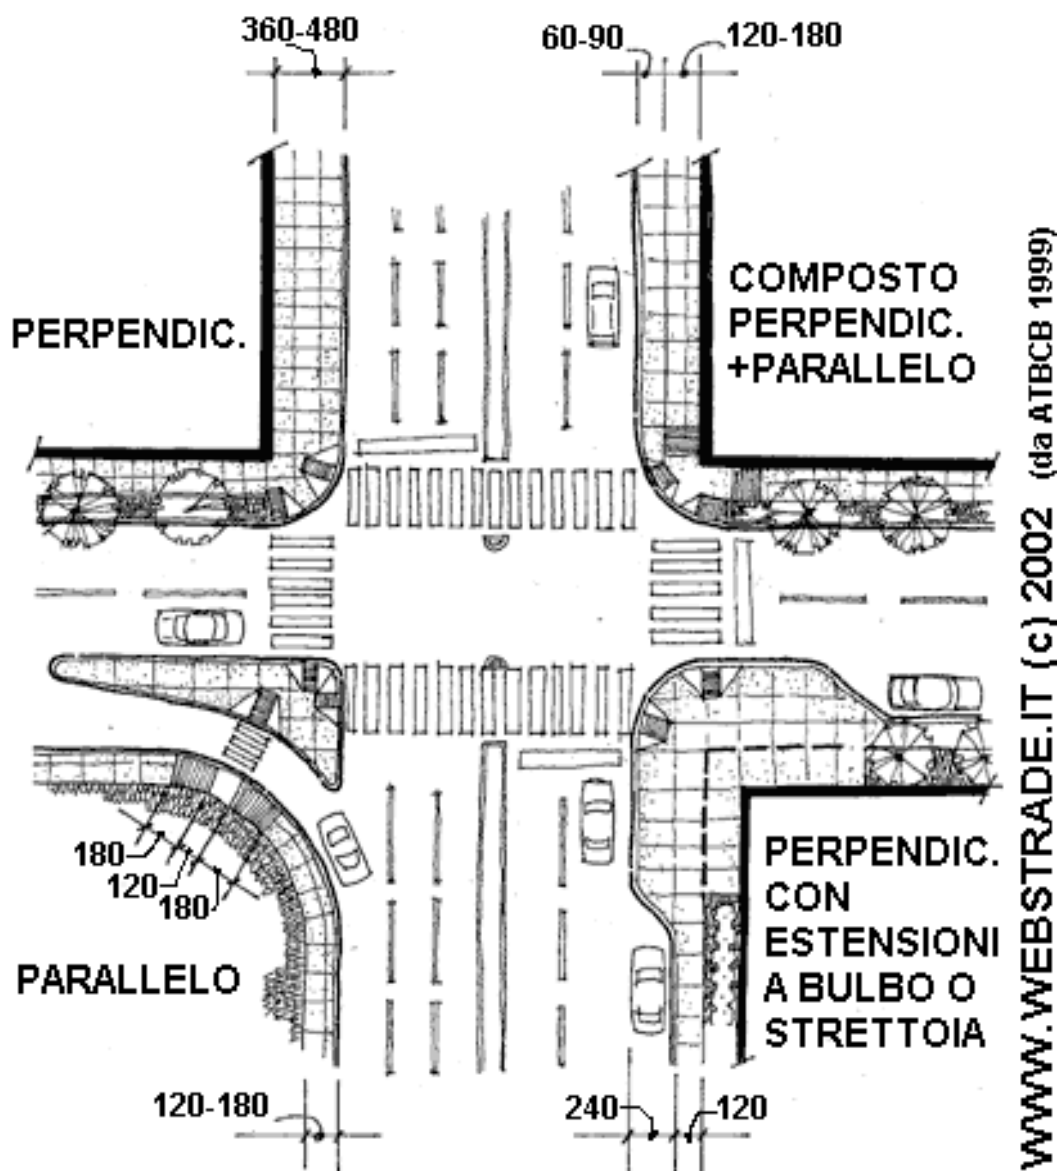 360-480
60-90
120-180
PERPENDIC.
COMPOSTO
PERPENDIC.
+PARALLELO
180
120
180
PARALLELO
PERPENDIC.
CON
ESTENSIONI
A BULBO O
STRETTOIA
120-180
240
120
WWW.WEBSTRADE.IT (c) 2002 (da ATBCB 1999)